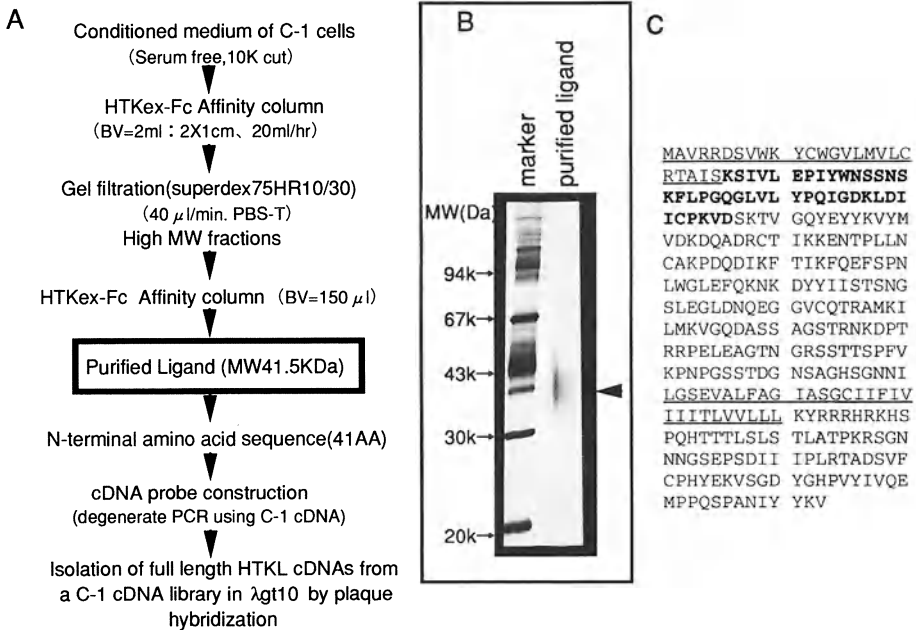 A
Conditioned medium of C-1 cells
(Serum free,10K cut)
HTKex-Fc Affinity column
(BV=2ml：2X1cm、20ml/hr)
Gel filtration(superdex75HR10/30)
(40 μl/min. PBS-T)
High MW fractions
HTKex-Fc Affinity column (BV=150 μl)
Purified Ligand (MW41.5KDa)
N-terminal amino acid sequence(41AA)
cDNA probe construction
(degenerate PCR using C-1 cDNA)
Isolation of full length HTKL cDNAs from
a C-1 cDNA library in λgt10 by plaque
hybridization
B
marker
purified ligand
MW(Da)
94k
67k
43k
30k
20k
C
MAVRRDSVWK YCWGVLMVLC
RTAISKSIVL EPIYWNSSNS
KFLPGQGLVL YPQIGDKLDI
ICPKVDSKTV GQYEYYKVYM
VDKDQADRCT IKKENTPLLN
CAKPDQDIKF TIKFQEFSPN
LWGLEFQKNK DYYIISTSNG
SLEGLDNQEG GVCQTRAMKI
LMKVGQDASS AGSTRNKDPT
RRPELEAGTN GRSSTTSPFV
KPNPGSSTDG NSAGHSGNNI
LGSEVALFAG IASGCIIFIV
IIITLVVLLL KYRRRHRKHS
PQHTTTLSLS TLATPKRSGN
NNGSEPSDII IPLRTADSVF
CPHYEKVSGD YGHPVYIVQE
MPPQSPANIY YKV